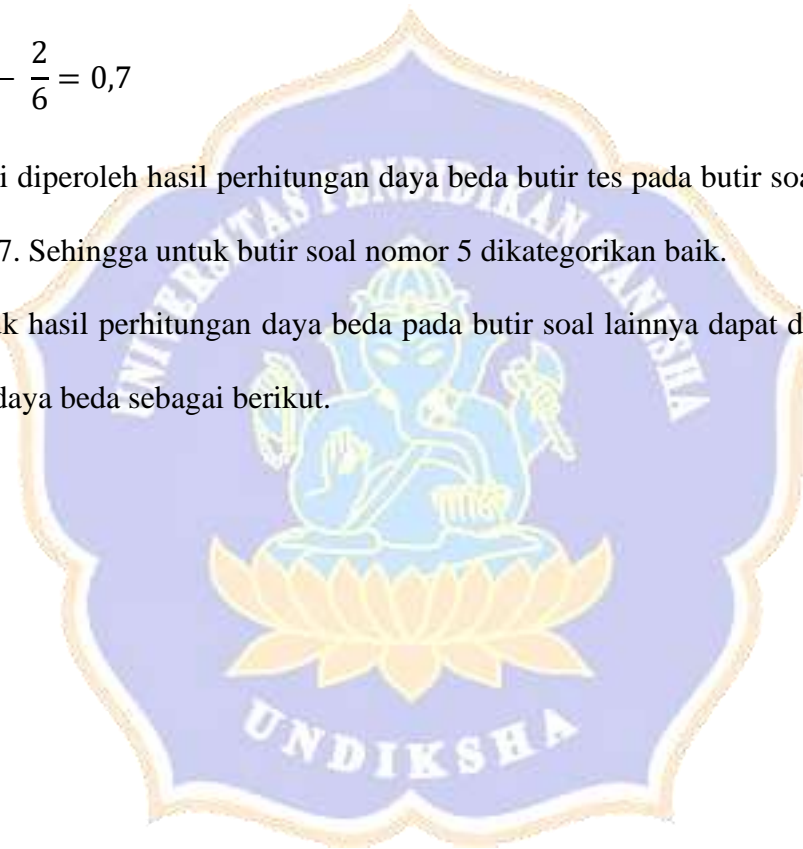 – 2/6 = 0,7
i diperoleh hasil perhitungan daya beda butir tes pada butir soa
7. Sehingga untuk butir soal nomor 5 dikategorikan baik.
k hasil perhitungan daya beda pada butir soal lainnya dapat d
daya beda sebagai berikut.
UNIVERSITAS PENDIDIKAN GANESHA
UNDIKSHA